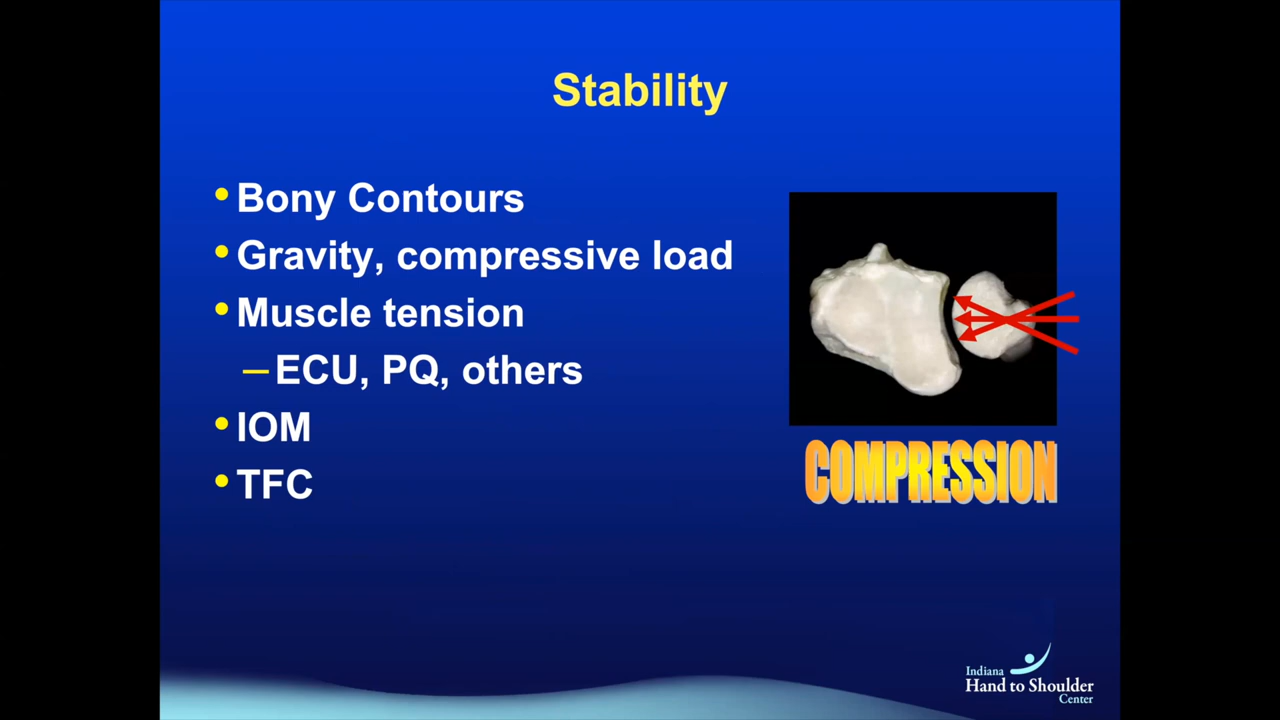 Stability
• Bony Contours
• Gravity, compressive load
• Muscle tension
– ECU, PQ, others
• IOM
• TFC
COMPRESSION
Indiana
Hand to Shoulder
Center